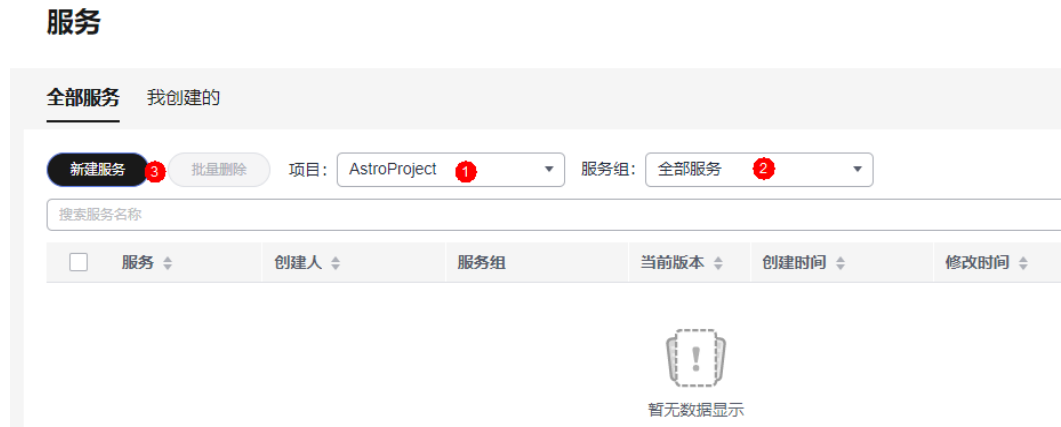 服务
全部服务 我创建的
新建服务 3 批量删除 项目: AstroProject 1 服务组: 全部服务 2
搜索服务名称
服务 创建人 服务组 当前版本 创建时间 修改时间
暂无数据显示